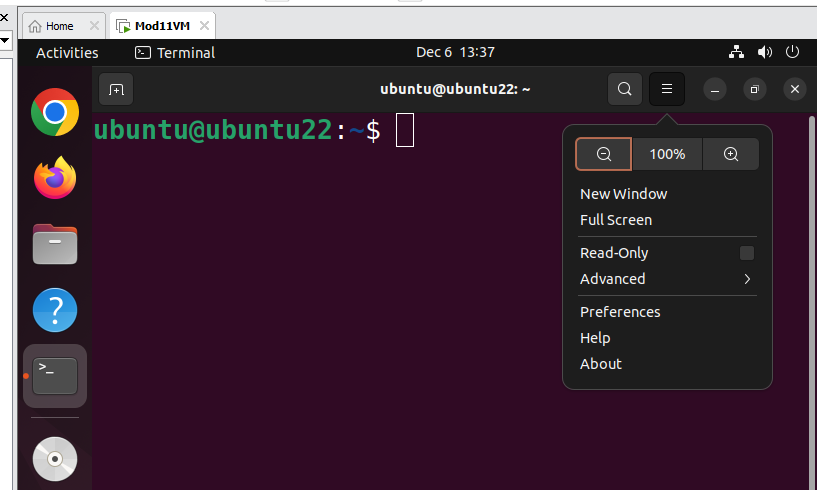 Home
Mod11VM
Activities
Terminal
Dec 6 13:37
ubuntu@ubuntu22: ~
ubuntu@ubuntu22:~$
100%
New Window
Full Screen
Read-Only
Advanced
Preferences
Help
About
>_